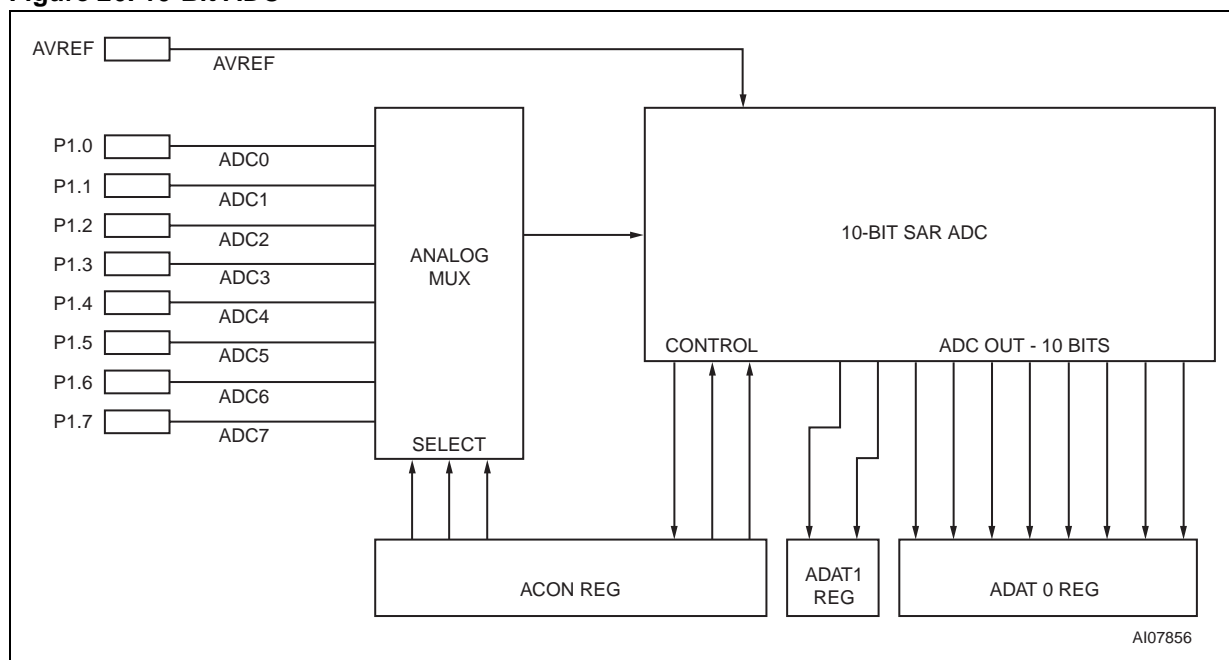 Figure 10-Bit ADC
AVREF
AVREF
P1.0
ADC0
P1.1
ADC1
P1.2
ADC2
P1.3
ADC3
P1.4
ADC4
P1.5
ADC5
P1.6
ADC6
P1.7
ADC7
ANALOG
MUX
SELECT
10-BIT SAR ADC
CONTROL
ADC OUT - 10 BITS
ACON REG
ADAT1
REG
ADAT 0 REG
AI07856